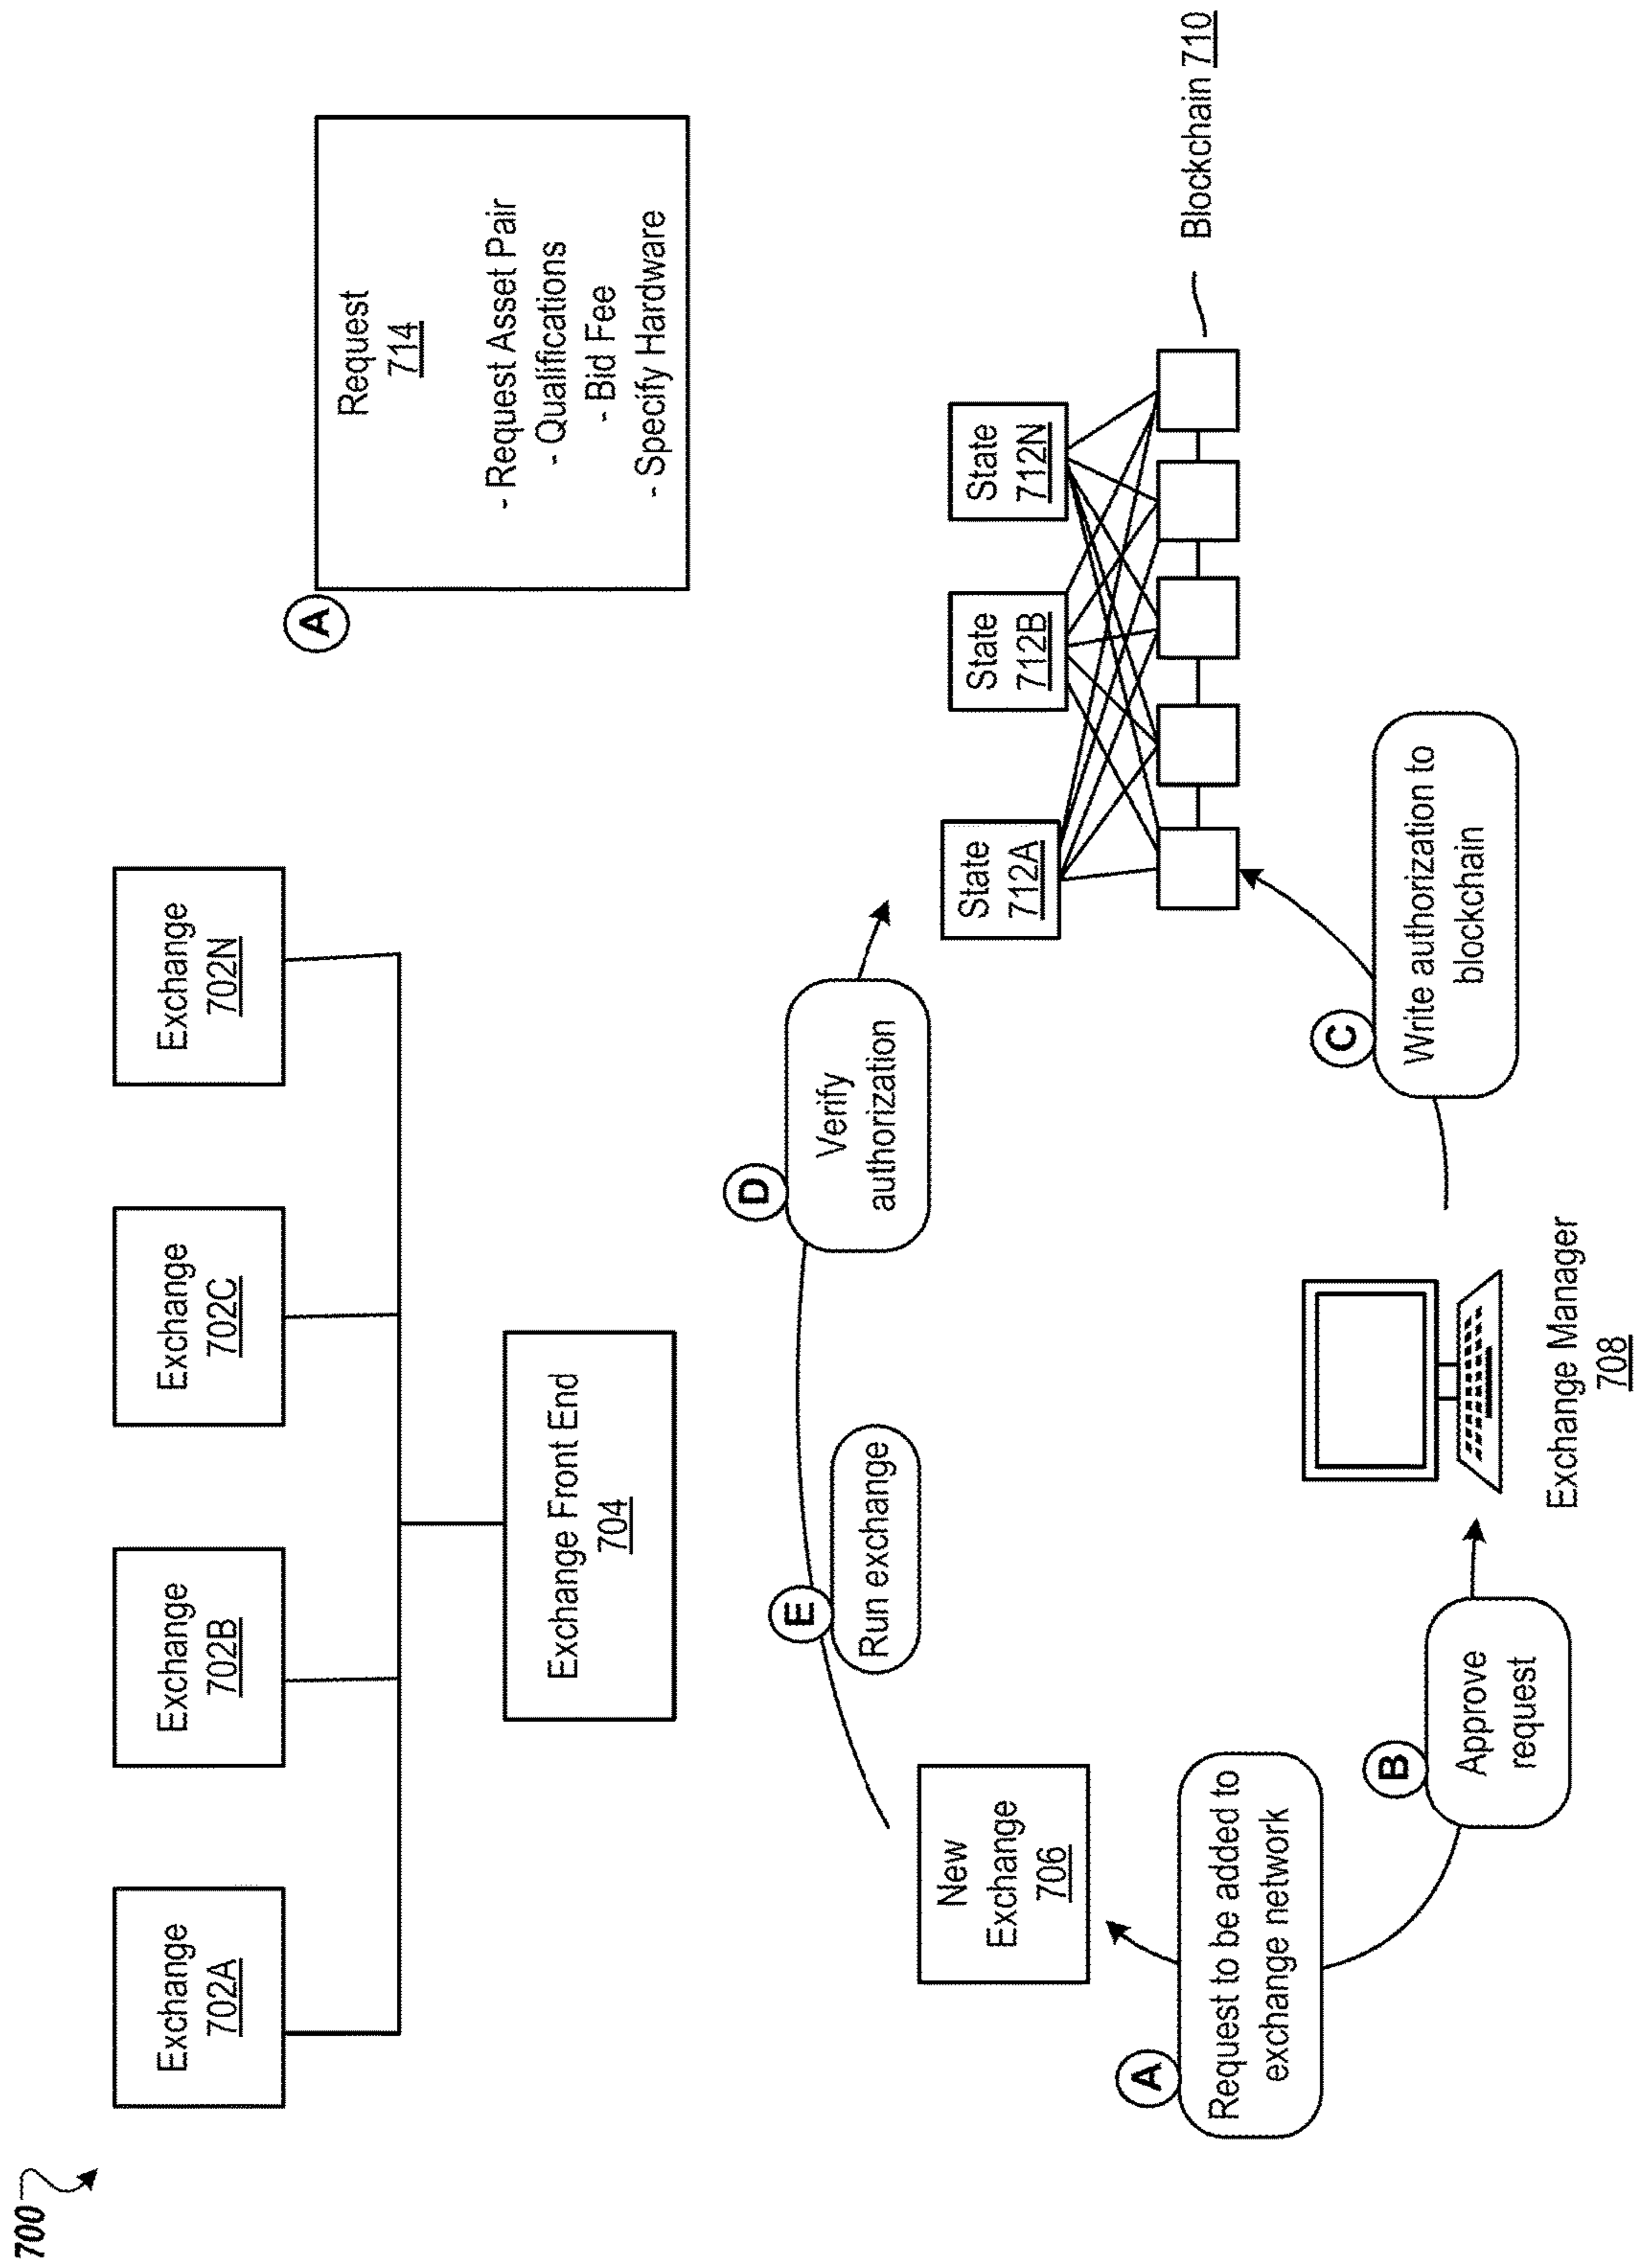 700
Exchange
702A
Exchange
702B
Exchange
702C
Exchange
702N
Exchange Front End
704
A
Request
714
- Request Asset Pair
- Qualifications
- Bid Fee
- Specify Hardware
New
Exchange
706
E
Run exchange
D
Verify
authorization
State
712A
State
712B
State
712N
Blockchain 710
A
Request to be added to
exchange network
B
Approve
request
Exchange Manager
708
C
Write authorization to
blockchain